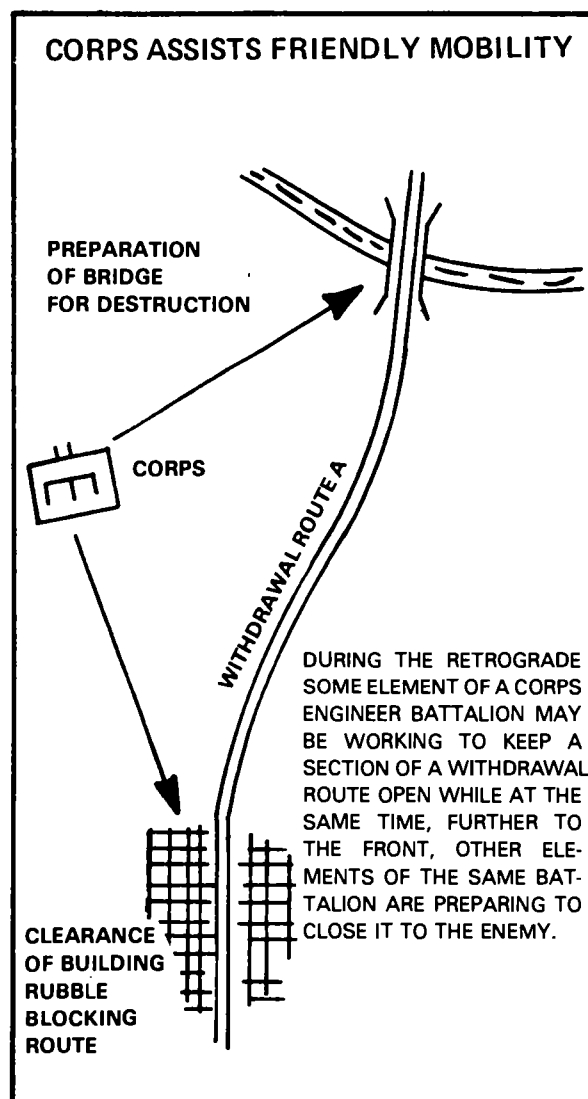 CORPS ASSISTS FRIENDLY MOBILITY
PREPARATION
OF BRIDGE
FOR DESTRUCTION
CORPS
WITHDRAWAL ROUTE A
DURING THE RETROGRADE
SOME ELEMENT OF A CORPS
ENGINEER BATTALION MAY
BE WORKING TO KEEP A
SECTION OF A WITHDRAWAL
ROUTE OPEN WHILE AT THE
SAME TIME, FURTHER TO
THE FRONT, OTHER ELE-
MENTS OF THE SAME BAT-
TALION ARE PREPARING TO
CLOSE IT TO THE ENEMY.
CLEARANCE
OF BUILDING
RUBBLE
BLOCKING
ROUTE